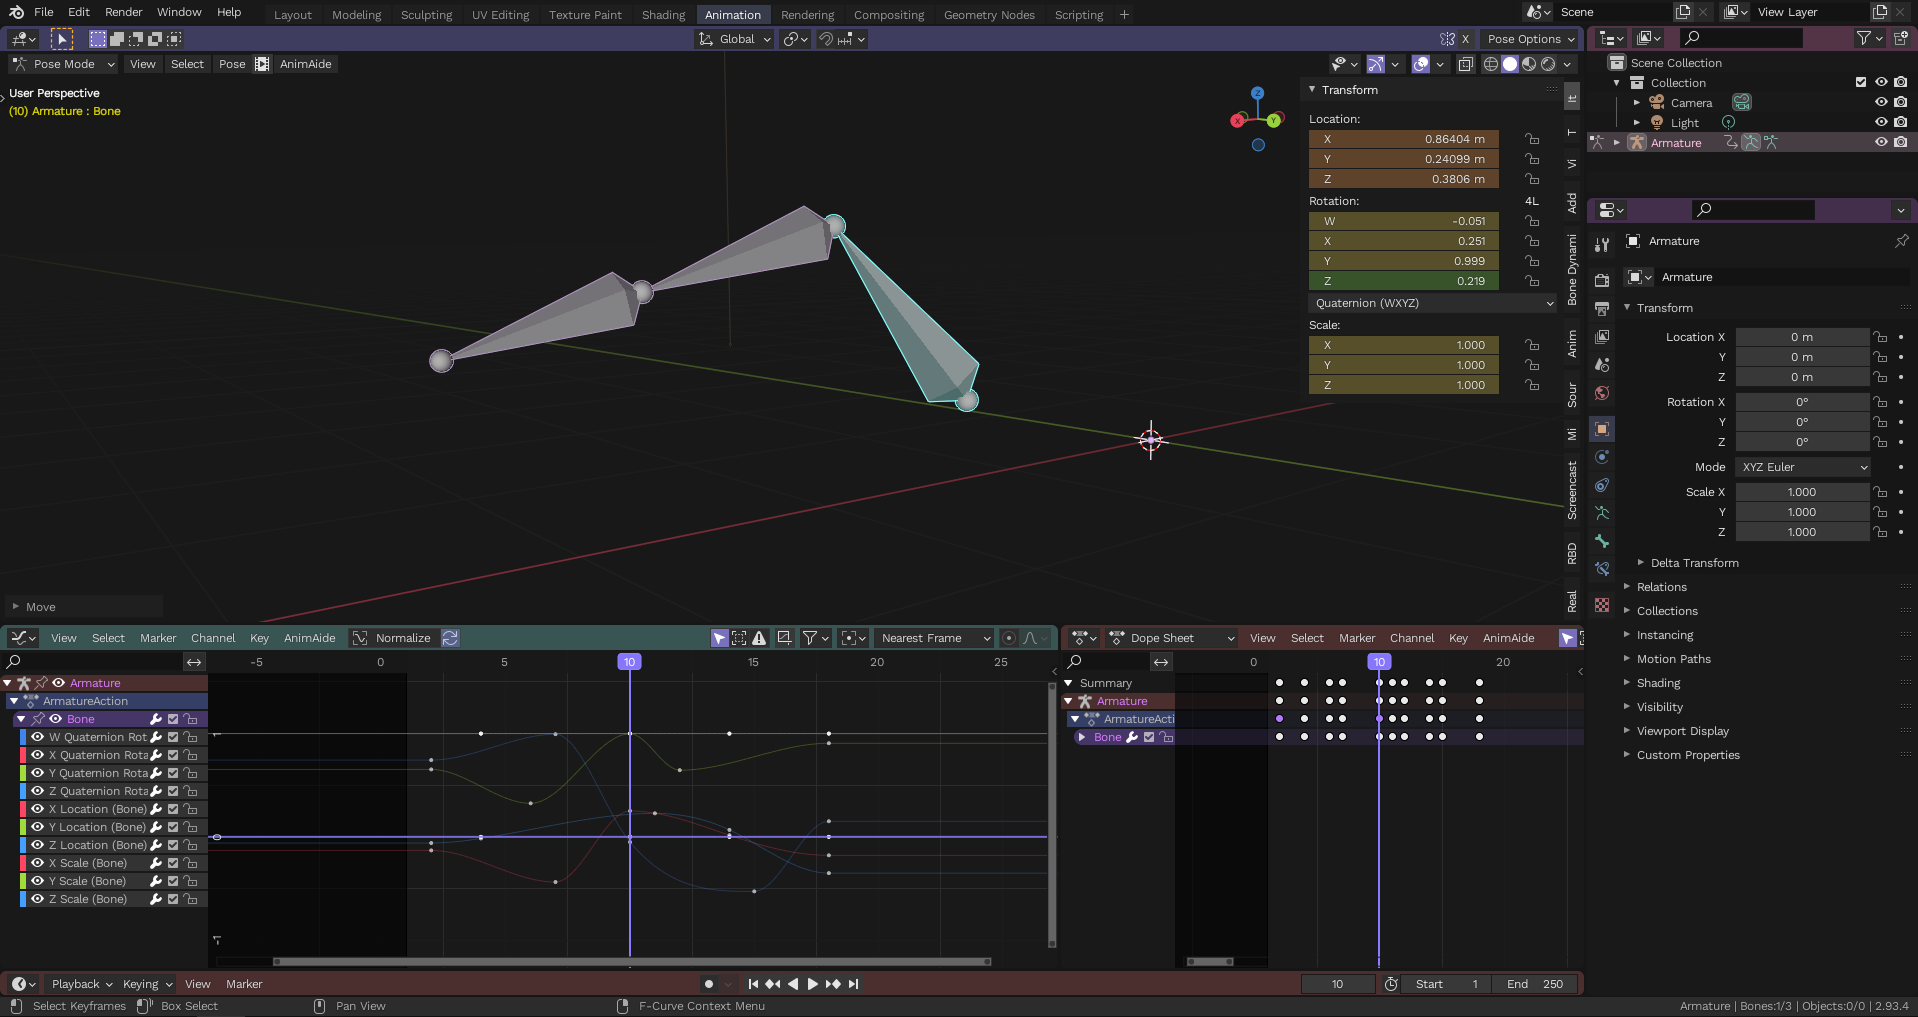 File Edit Render Window Help Layout Modeling Sculpting UV Editing Texture Paint Shading Animation Rendering Compositing Geometry Nodes Scripting + Scene View Layer
Global X Pose Options
Pose Mode View Select Pose AnimAide
User Perspective
(10) Armature : Bone
Z
X
Y
Transform
Location:
X 0.86404 m
Y 0.24099 m
Z 0.3806 m
Rotation: 4L
W -0.051
X 0.251
Y 0.999
Z 0.219
Quaternion (WXYZ)
Scale:
X 1.000
Y 1.000
Z 1.000
It
T
Vi
Add
Bone Dynami
Anim
Sour
Mi
Screencast
RBD
Real
Move
Scene Collection
Collection
Camera
Light
Armature
Armature
Armature
Transform
Location X 0 m
Y 0 m
Z 0 m
Rotation X 0°
Y 0°
Z 0°
Mode XYZ Euler
Scale X 1.000
Y 1.000
Z 1.000
Delta Transform
Relations
Collections
Instancing
Motion Paths
Shading
Visibility
Viewport Display
Custom Properties
View Select Marker Channel Key AnimAide Normalize Nearest Frame
-5 0 5 10 15 20 25
Armature
ArmatureAction
Bone
W Quaternion Rot
X Quaternion Rota
Y Quaternion Rota
Z Quaternion Rota
X Location (Bone)
Y Location (Bone)
Z Location (Bone)
X Scale (Bone)
Y Scale (Bone)
Z Scale (Bone)
1
0
-1
Dope Sheet View Select Marker Channel Key AnimAide
0 10 20
Summary
Armature
ArmatureActi
Bone
Playback Keying View Marker 10 Start 1 End 250
Select Keyframes Box Select Pan View F-Curve Context Menu Armature | Bones:1/3 | Objects:0/0 | 2.93.4